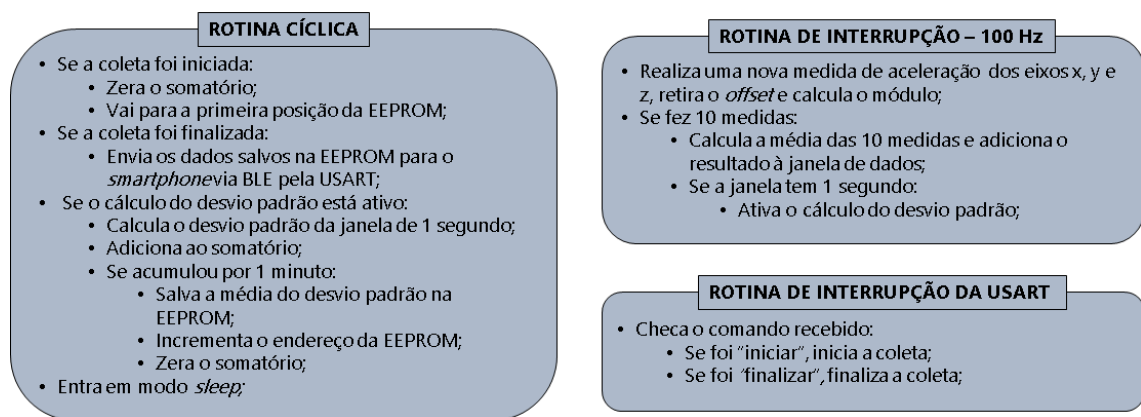 ROTINA CÍCLICA
• Se a coleta foi iniciada:
• Zera o somatório;
• Vai para a primeira posição da EEPROM;
• Se a coleta foi finalizada:
• Envia os dados salvos na EEPROM para o
smartphone via BLE pela USART;
• Se o cálculo do desvio padrão está ativo:
• Calcula o desvio padrão da janela de 1 segundo;
• Adiciona ao somatório;
• Se acumulou por 1 minuto:
• Salva a média do desvio padrão na
EEPROM;
• Incrementa o endereço da EEPROM;
• Zera o somatório;
• Entra em modo sleep;
ROTINA DE INTERRUPÇÃO – 100 Hz
• Realiza uma nova medida de aceleração dos eixos x, y e
z, retira o offset e calcula o módulo;
• Se fez 10 medidas:
• Calcula a média das 10 medidas e adiciona o
resultado à janela de dados;
• Se a janela tem 1 segundo:
• Ativa o cálculo do desvio padrão;
ROTINA DE INTERRUPÇÃO DA USART
• Checa o comando recebido:
• Se foi "iniciar", inicia a coleta;
• Se foi "finalizar", finaliza a coleta;